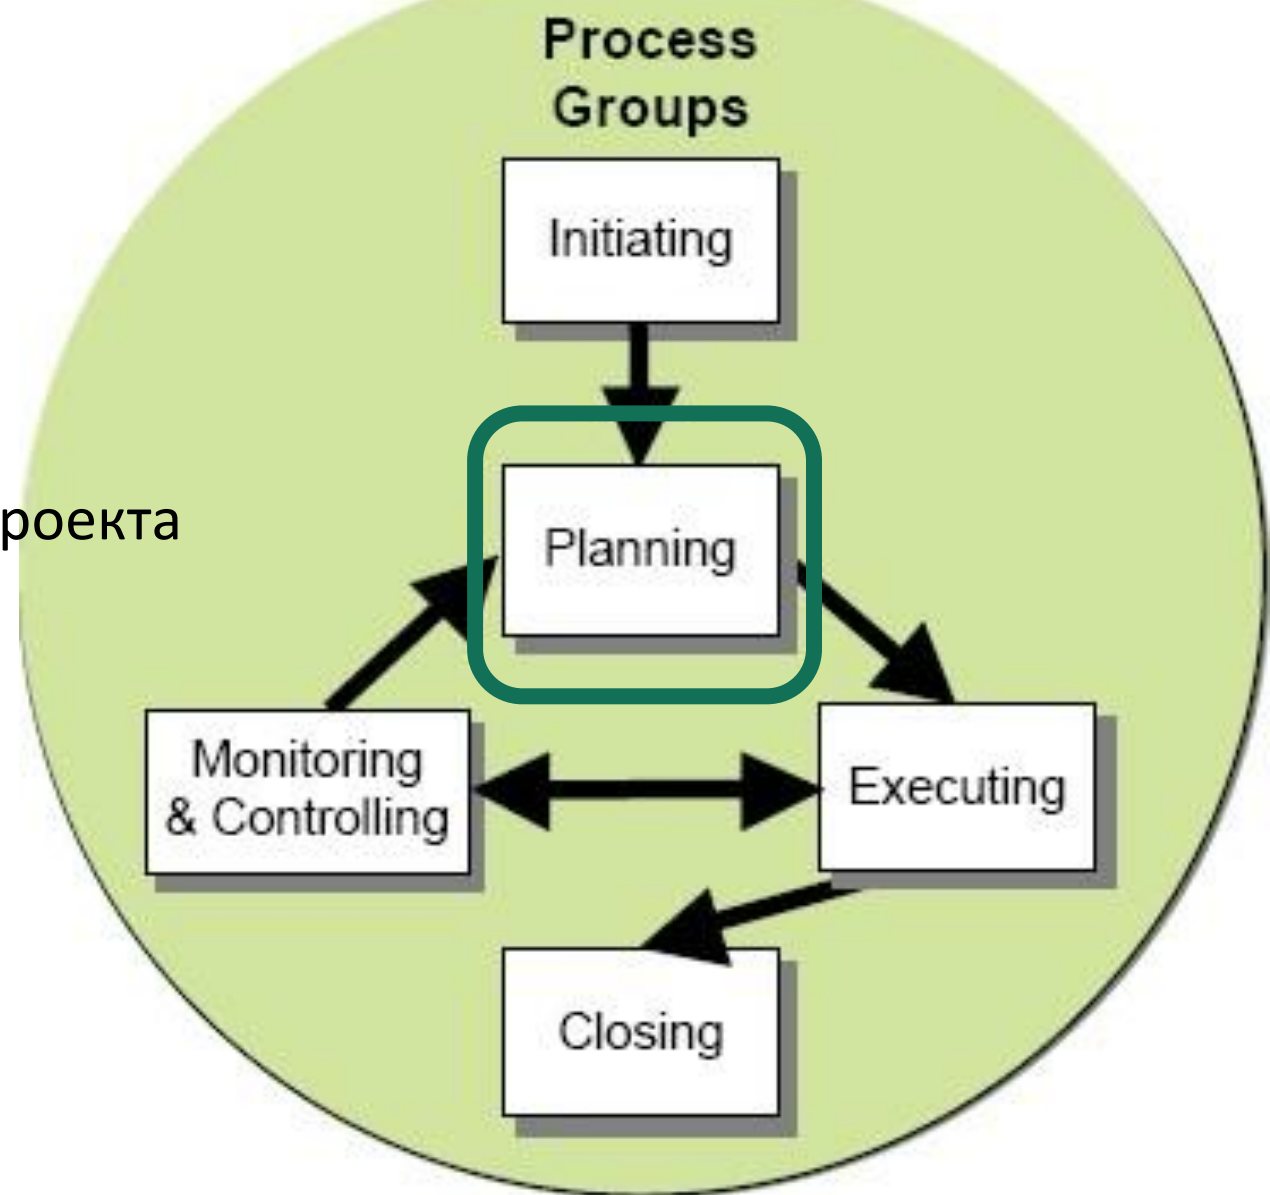 Process
Groups
Initiating
роекта
Planning
Monitoring
& Controlling
Executing
Closing